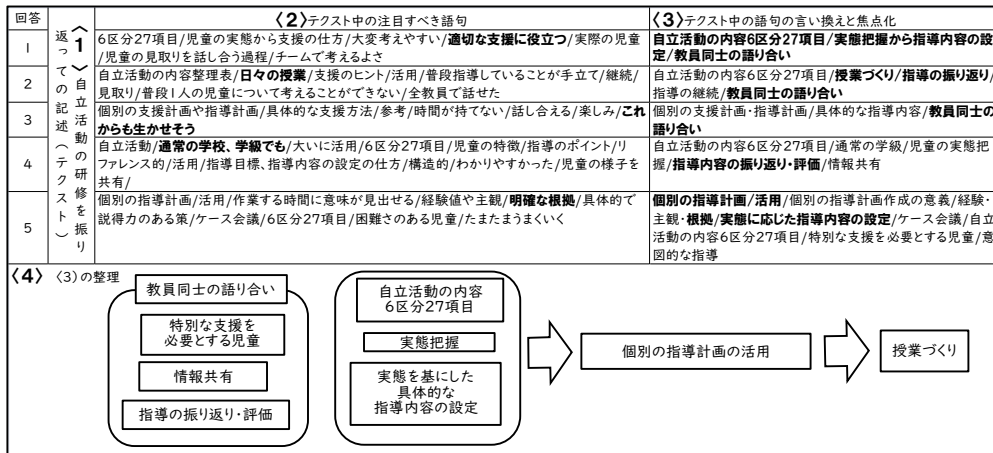 回答
〈1〉自立活動の研修を振り
返っての記述(テクスト)
〈2〉テクスト中の注目すべき語句
〈3〉テクスト中の語句の言い換えと焦点化
1
6区分27項目/児童の実態から支援の仕方/大変考えやすい/適切な支援に役立つ/実際の児童
/児童の見取りを話し合う過程/チームで考えるよさ
自立活動の内容6区分27項目/実態把握から指導内容の設
定/教員同士の語り合い
2
自立活動の内容整理表/日々の授業/支援のヒント/活用/普段指導していることが手立て/継続/
見取り/普段1人の児童について考えることができない/全教員で話せた
自立活動の内容6区分27項目/授業づくり/指導の振り返り/
指導の継続/教員同士の語り合い
3
個別の支援計画や指導計画/具体的な支援方法/参考/時間が持てない/話し合える/楽しみ/これ
からも生かせそう
個別の支援計画・指導計画/具体的な指導内容/教員同士の
語り合い
4
自立活動/通常の学校、学級でも/大いに活用/6区分27項目/児童の特徴/指導のポイント/リ
ファレンス的/活用/指導目標、指導内容の設定の仕方/構造的/わかりやすかった/児童の様子を
共有/
自立活動の内容6区分27項目/通常の学級/児童の実態把
握/指導内容の振り返り・評価/情報共有
5
個別の指導計画/活用/作業する時間に意味が見出せる/経験値や主観/明確な根拠/具体的で
説得力のある策/ケース会議/6区分27項目/困難さのある児童/たまたまうまくいく
個別の指導計画/活用/個別の指導計画作成の意義/経験・
主観・根拠/実態に応じた指導内容の設定/ケース会議/自立
活動の内容6区分27項目/特別な支援を必要とする児童/意
図的な指導
〈4〉〈3)の整理
教員同士の語り合い
特別な支援を
必要とする児童
情報共有
指導の振り返り・評価
自立活動の内容
6区分27項目
実態把握
実態を基にした
具体的な
指導内容の設定
個別の指導計画の活用
授業づくり